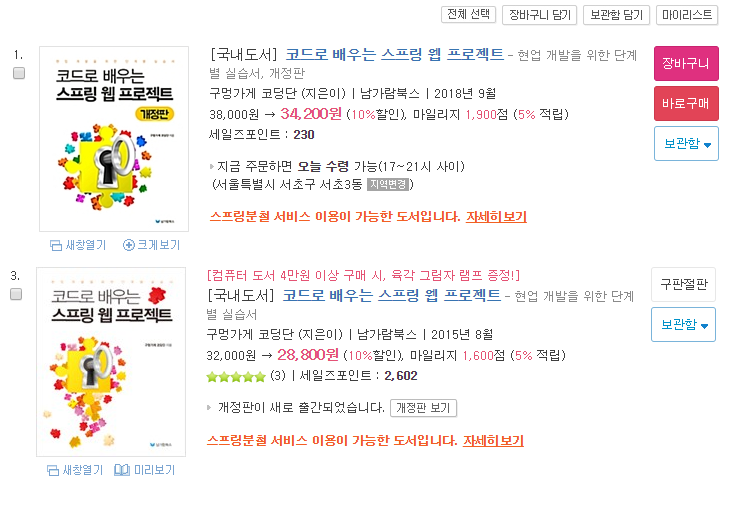 전체 선택 장바구니 담기 보관함 담기 마이리스트
1.
코드로 배우는
스프링 웹 프로젝트
개정판
[국내도서] 코드로 배우는 스프링 웹 프로젝트 - 현업 개발을 위한 단계
별 실습서, 개정판
구멍가게 코딩단 (지은이) | 남가람북스 | 2018년 9월
38,000원 → 34,200원 (10%할인), 마일리지 1,900점 (5% 적립)
세일즈포인트 : 230
지금 주문하면 오늘 수령 가능(17~21시 사이)
(서울특별시 서초구 서초3동 지역변경)
스프링분철 서비스 이용이 가능한 도서입니다. 자세히보기
장바구니
바로구매
보관함
새창열기 크게보기
3.
코드로 배우는
스프링 웹 프로젝트
[컴퓨터 도서 4만원 이상 구매 시, 육각 그림자 램프 증정!]
[국내도서] 코드로 배우는 스프링 웹 프로젝트 - 현업 개발을 위한 단계
별 실습서
구멍가게 코딩단 (지은이) | 남가람북스 | 2015년 8월
32,000원 → 28,800원 (10%할인), 마일리지 1,600점 (5% 적립)
(3) | 세일즈포인트 : 2,602
개정판이 새로 출간되었습니다. 개정판 보기
스프링분철 서비스 이용이 가능한 도서입니다. 자세히보기
구판절판
보관함
새창열기 미리보기